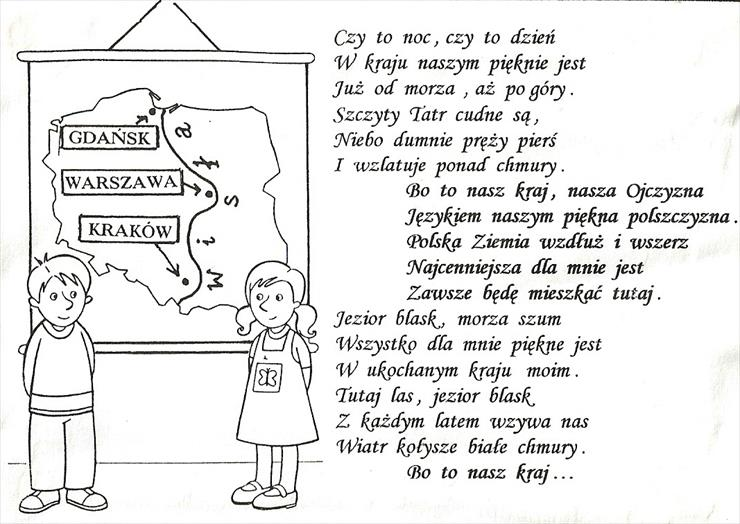 GDAŃSK
WARSZAWA
KRAKÓW
Wisła
Czy to noc, czy to dzień
W kraju naszym pięknie jest
Już od morza, aż po góry.
Szczyty Tatr cudne są,
Niebo dumnie pręży pierś
I wzlatuje ponad chmury.
Bo to nasz kraj, nasza Ojczyzna
Językiem naszym piękna polszczyzna.
Polska Ziemia wzdłuż i wszerz
Najcenniejsza dla mnie jest
Zawsze będę mieszkać tutaj.
Jezior blask, morza szum
Wszystko dla mnie piękne jest
W ukochanym kraju moim.
Tutaj las, jezior blask
Z każdym latem wzywa nas
Wiatr kołysze białe chmury.
Bo to nasz kraj...